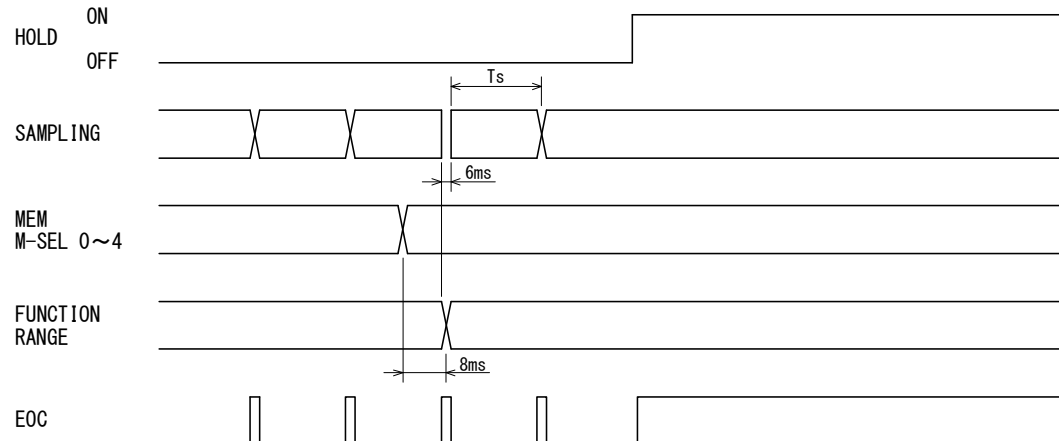 ON
HOLD
OFF
Ts
SAMPLING
6ms
MEM
M-SEL 0～4
FUNCTION
RANGE
8ms
EOC